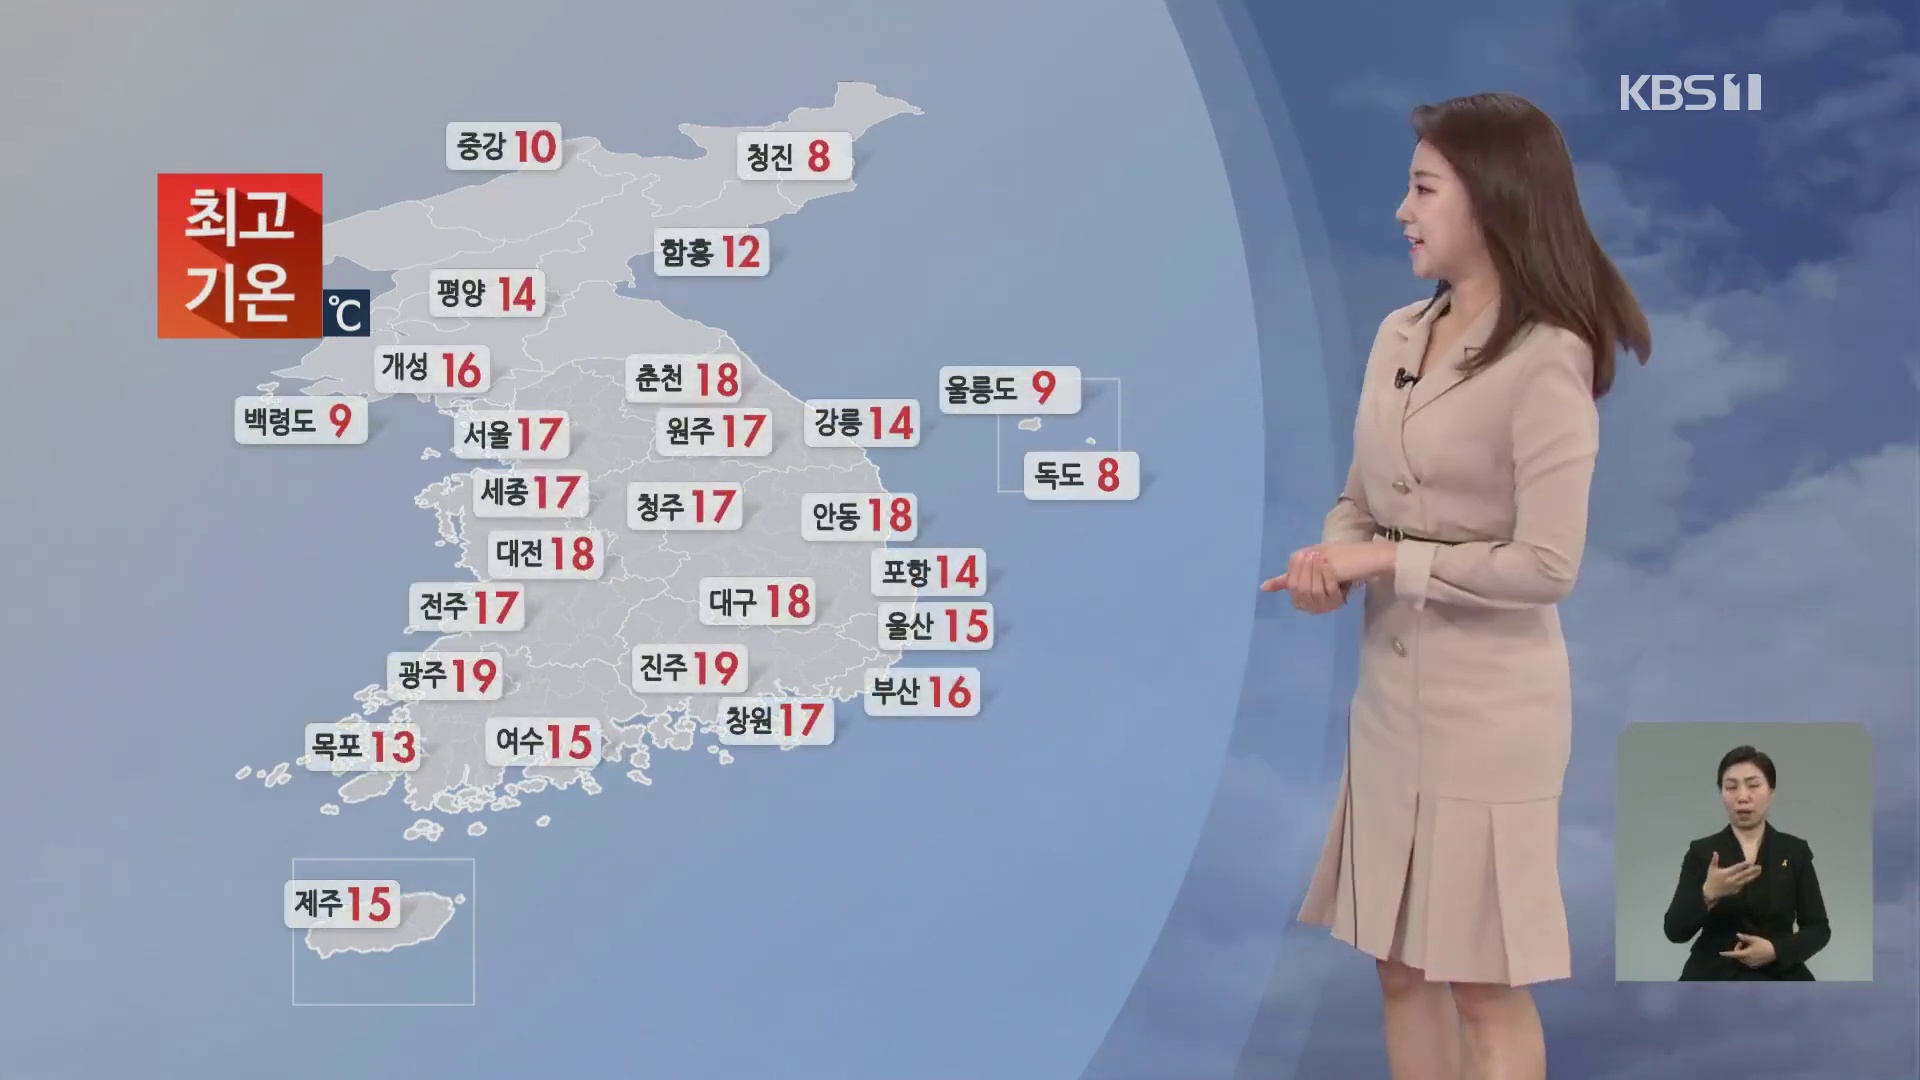 KBS 1
최고
기온
℃
중강 10
청진 8
함흥 12
평양 14
개성 16
춘천 18
울릉도 9
백령도 9
서울 17
원주 17
강릉 14
독도 8
세종 17
청주 17
안동 18
대전 18
포항 14
전주 17
대구 18
울산 15
광주 19
진주 19
부산 16
창원 17
목포 13
여수 15
제주 15